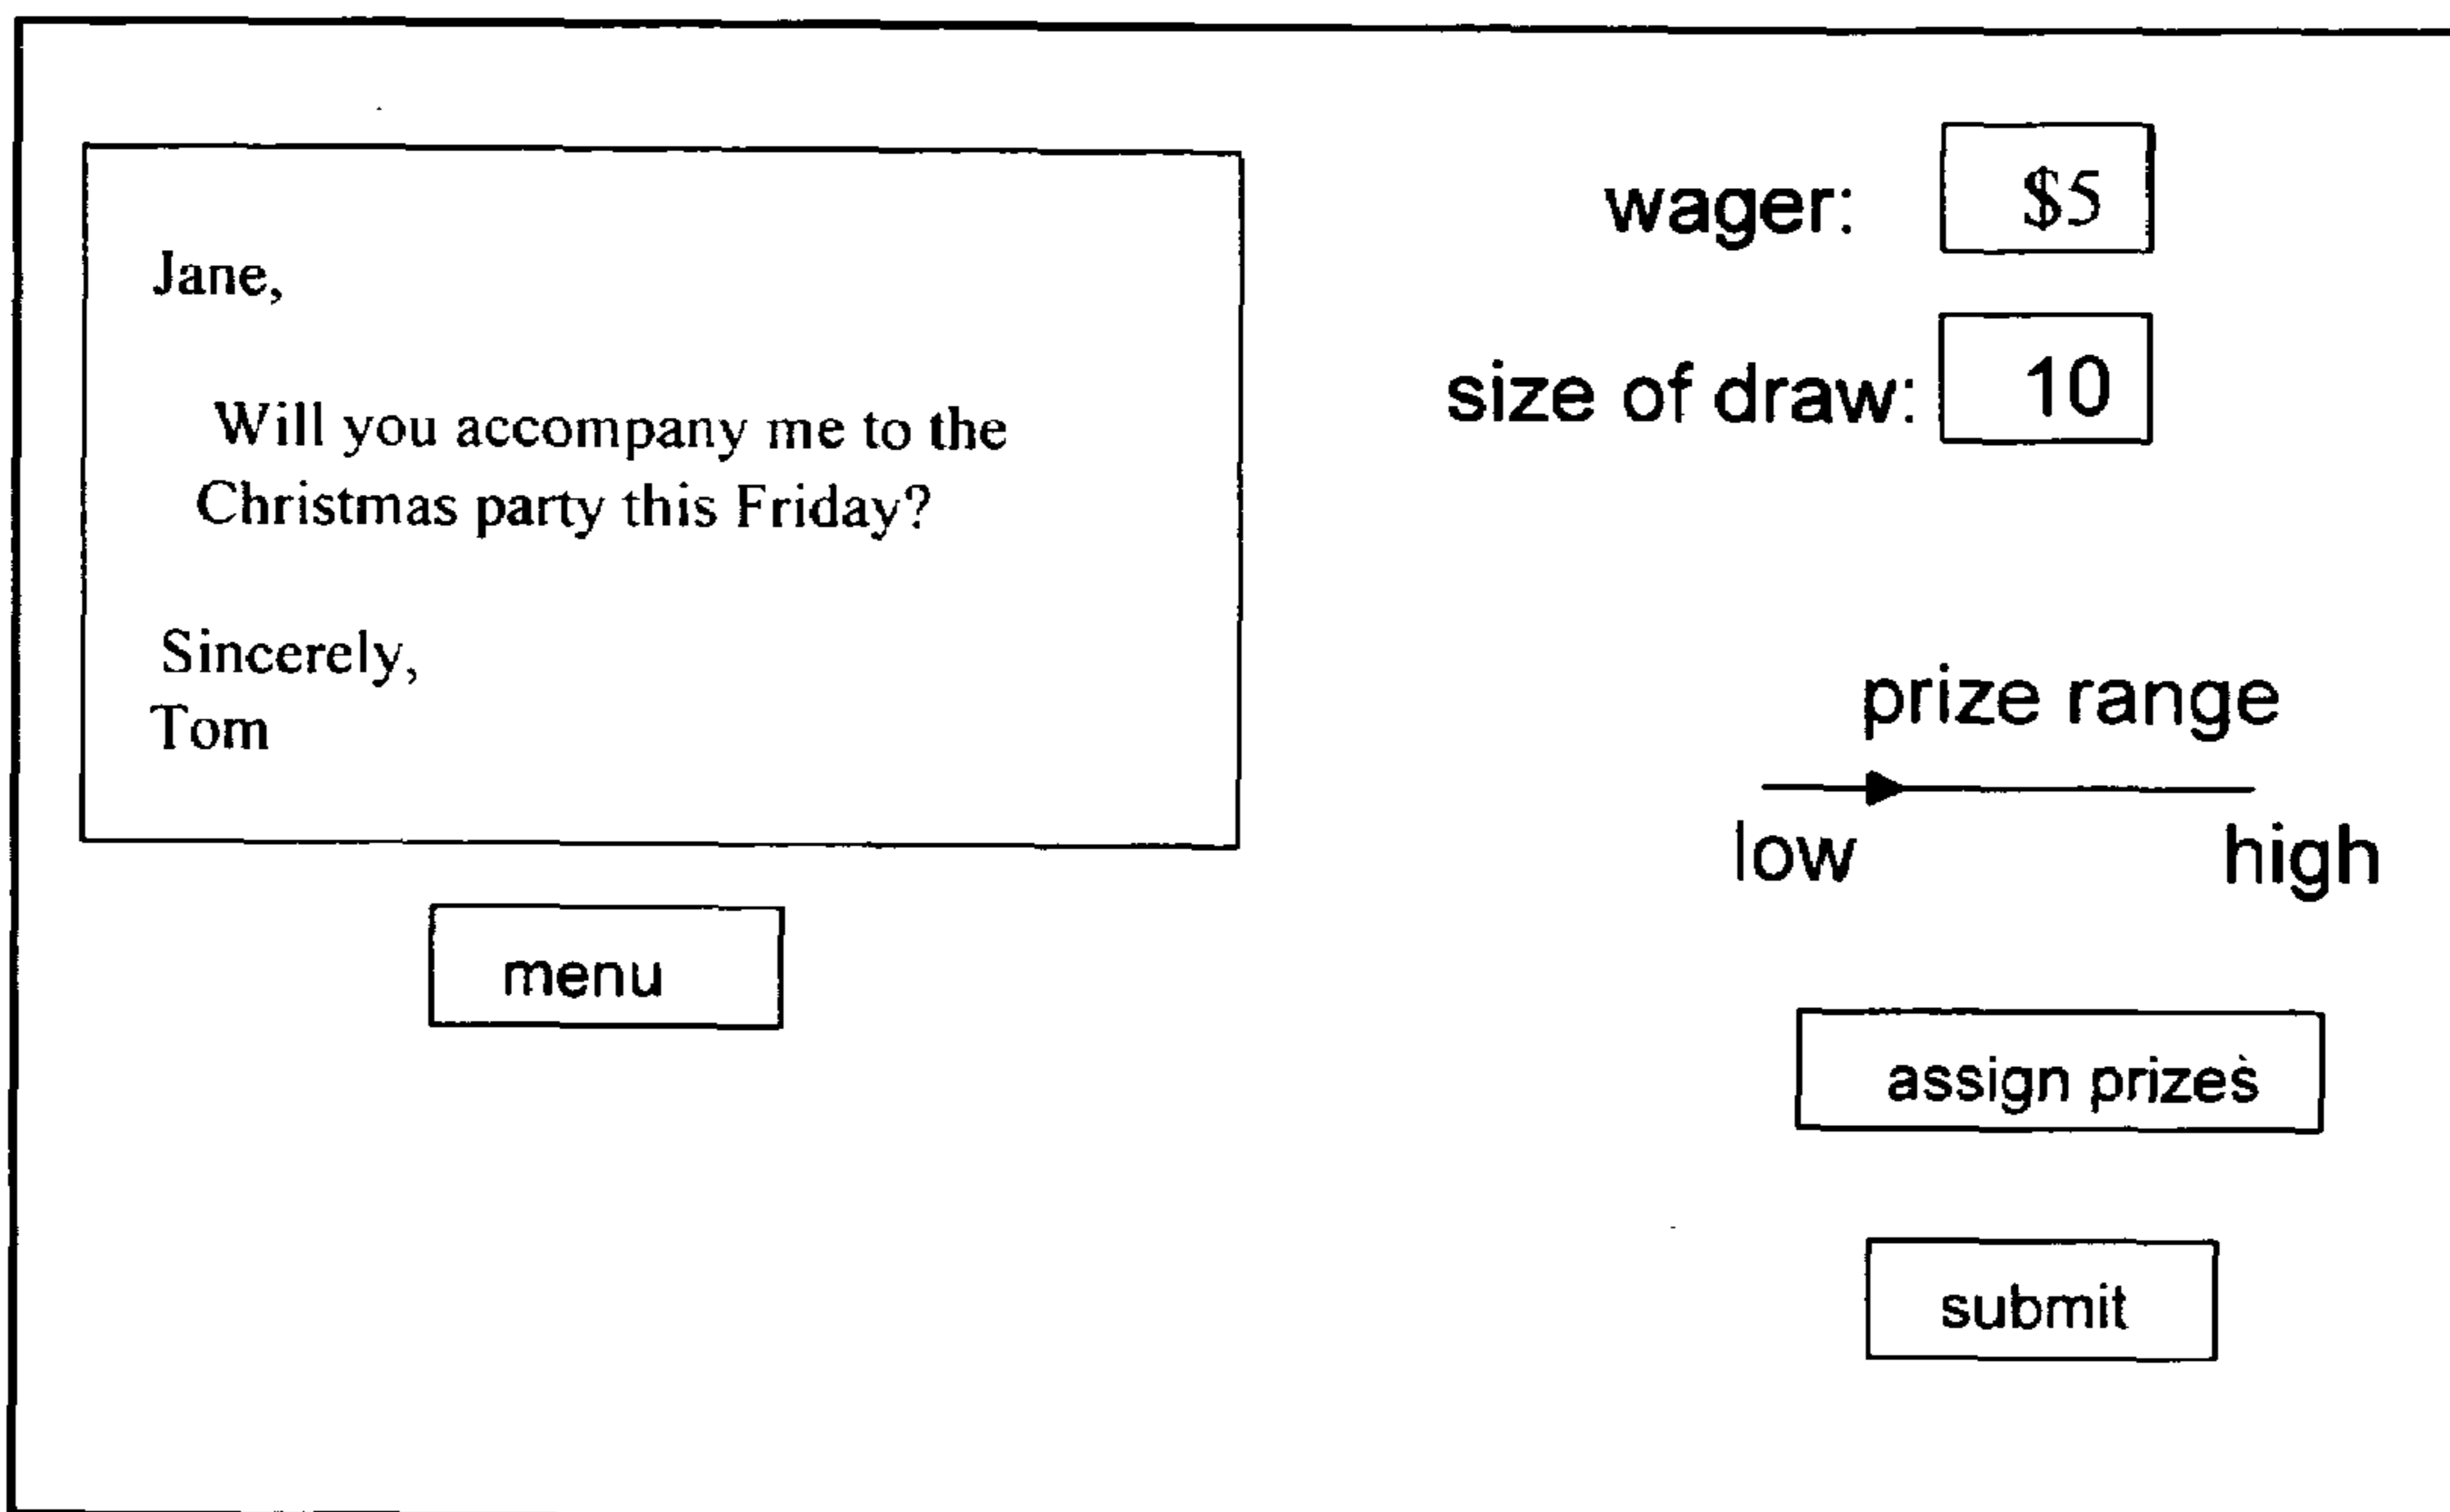 Jane,
Will you accompany me to the
Christmas party this Friday?
Sincerely,
Tom
menu
wager: $5
size of draw: 10
prize range
low high
assign prizes
submit